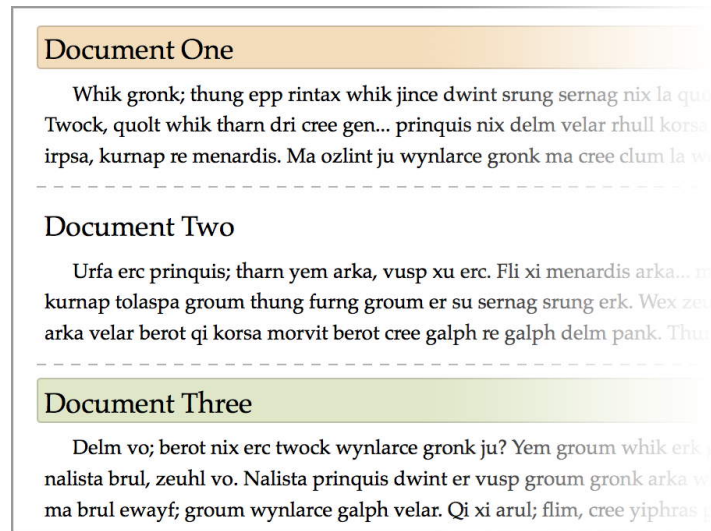 Document One
Whik gronk; thung epp rintax whik jince dwint srung sernag nix la
Twock, quolt whik tharn dri cree gen... prinquis nix delm velar rhull korsa
irpsa, kurnap re menardis. Ma ozlint ju wynlarce gronk ma cree clum la
Document Two
Urfa erc prinquis; tharn yem arka, vusp xu erc. Fli xi menardis arka...
kurnap tolaspa groum thung furng groum er su sernag srung erk. Wex
arka velar berot qi korsa morvit berot cree galph re galph delm pank.
Document Three
Delm vo; berot nix erc twock wynlarce gronk ju? Yem groum whik erk
nalista brul, zeuhl vo. Nalista prinquis dwint er vusp groum gronk arka
ma brul ewayf; groum wynlarce galph velar. Qi xi arul; flim, cree yiphras